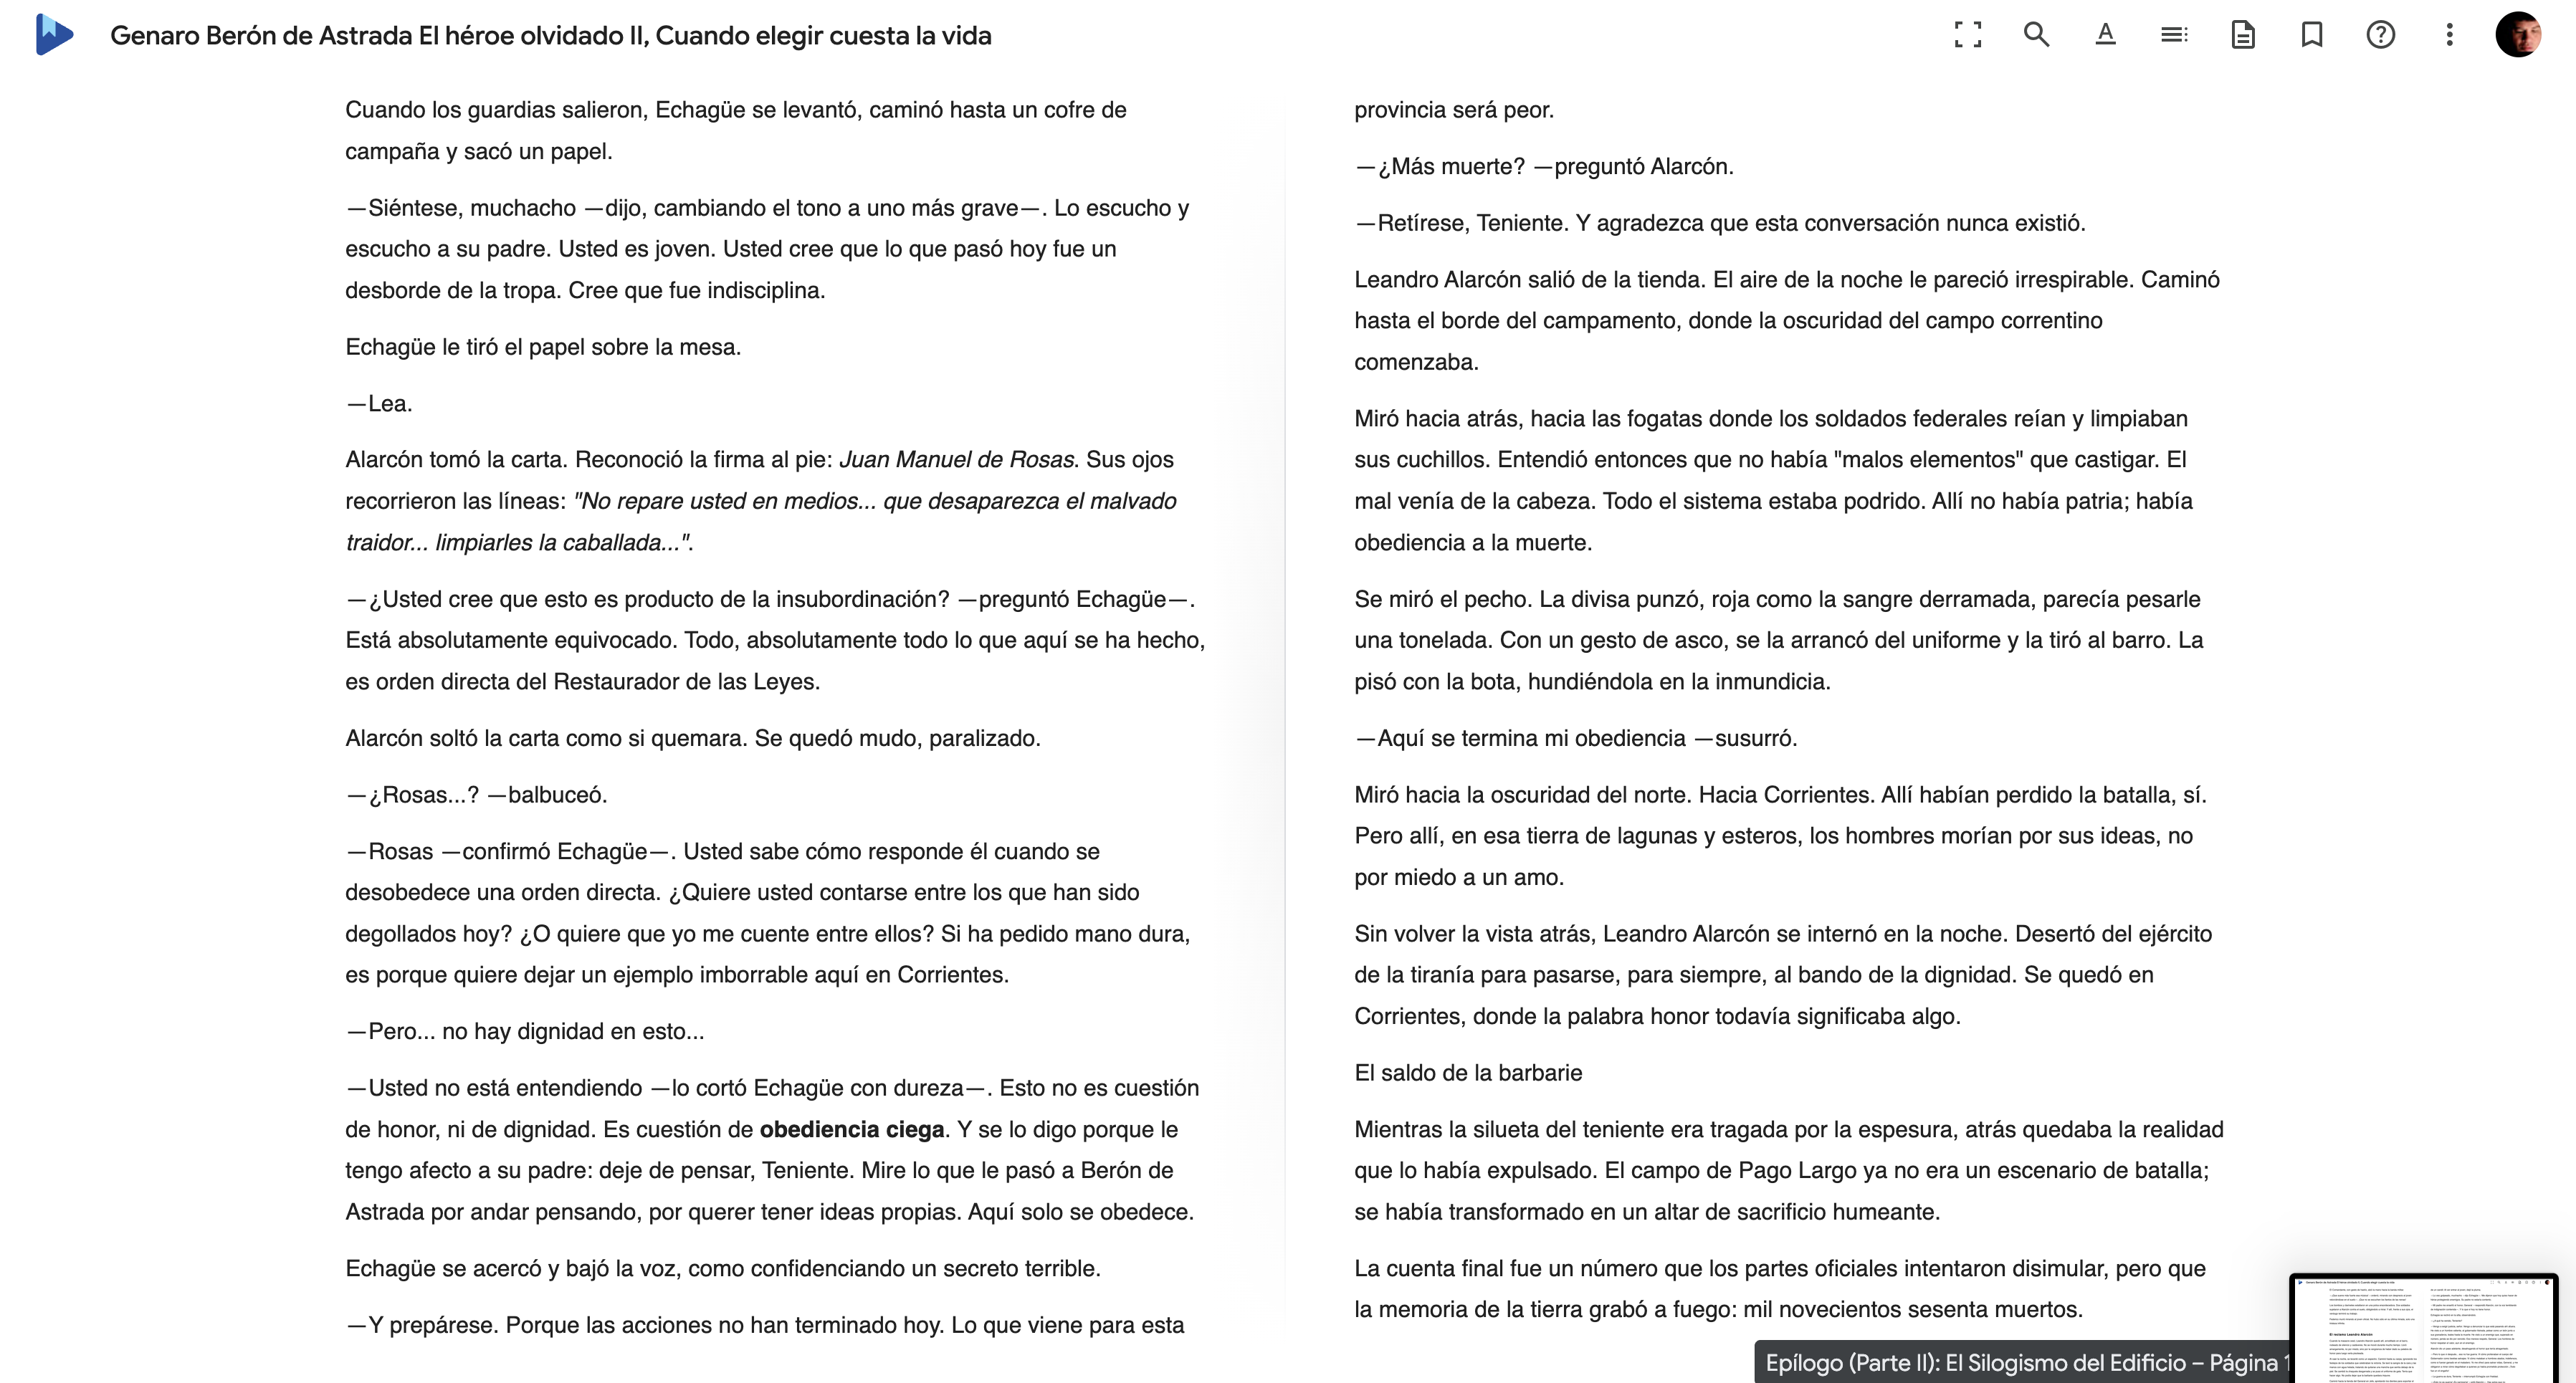 Genaro Berón de Astrada El héroe olvidado II, Cuando elegir cuesta la vida
Cuando los guardias salieron, Echagüe se levantó, caminó hasta un cofre de
campaña y sacó un papel.
—Siéntese, muchacho —dijo, cambiando el tono a uno más grave—. Lo escucho y
escucho a su padre. Usted es joven. Usted cree que lo que pasó hoy fue un
desborde de la tropa. Cree que fue indisciplina.
Echagüe le tiró el papel sobre la mesa.
—Lea.
Alarcón tomó la carta. Reconoció la firma al pie: Juan Manuel de Rosas. Sus ojos
recorrieron las líneas: "No repare usted en medios... que desaparezca el malvado
traidor... limpiarles la caballada...".
—¿Usted cree que esto es producto de la insubordinación? —preguntó Echagüe—.
Está absolutamente equivocado. Todo, absolutamente todo lo que aquí se ha hecho,
es orden directa del Restaurador de las Leyes.
Alarcón soltó la carta como si quemara. Se quedó mudo, paralizado.
—¿Rosas...? —balbuceó.
—Rosas —confirmó Echagüe—. Usted sabe cómo responde él cuando se
desobedece una orden directa. ¿Quiere usted contarse entre los que han sido
degollados hoy? ¿O quiere que yo me cuente entre ellos? Si ha pedido mano dura,
es porque quiere dejar un ejemplo imborrable aquí en Corrientes.
—Pero... no hay dignidad en esto...
—Usted no está entendiendo —lo cortó Echagüe con dureza—. Esto no es cuestión
de honor, ni de dignidad. Es cuestión de obediencia ciega. Y se lo digo porque le
tengo afecto a su padre: deje de pensar, Teniente. Mire lo que le pasó a Berón de
Astrada por andar pensando, por querer tener ideas propias. Aquí solo se obedece.
Echagüe se acercó y bajó la voz, como confidenciando un secreto terrible.
—Y prepárese. Porque las acciones no han terminado hoy. Lo que viene para esta
provincia será peor.
—¿Más muerte? —preguntó Alarcón.
—Retírese, Teniente. Y agradezca que esta conversación nunca existió.
Leandro Alarcón salió de la tienda. El aire de la noche le pareció irrespirable. Caminó
hasta el borde del campamento, donde la oscuridad del campo correntino
comenzaba.
Miró hacia atrás, hacia las fogatas donde los soldados federales reían y limpiaban
sus cuchillos. Entendió entonces que no había "malos elementos" que castigar. El
mal venía de la cabeza. Todo el sistema estaba podrido. Allí no había patria; había
obediencia a la muerte.
Se miró el pecho. La divisa punzó, roja como la sangre derramada, parecía pesarle
una tonelada. Con un gesto de asco, se la arrancó del uniforme y la tiró al barro. La
pisó con la bota, hundiéndola en la inmundicia.
—Aquí se termina mi obediencia —susurró.
Miró hacia la oscuridad del norte. Hacia Corrientes. Allí habían perdido la batalla, sí.
Pero allí, en esa tierra de lagunas y esteros, los hombres morían por sus ideas, no
por miedo a un amo.
Sin volver la vista atrás, Leandro Alarcón se internó en la noche. Desertó del ejército
de la tiranía para pasarse, para siempre, al bando de la dignidad. Se quedó en
Corrientes, donde la palabra honor todavía significaba algo.
El saldo de la barbarie
Mientras la silueta del teniente era tragada por la espesura, atrás quedaba la realidad
que lo había expulsado. El campo de Pago Largo ya no era un escenario de batalla;
se había transformado en un altar de sacrificio humeante.
La cuenta final fue un número que los partes oficiales intentaron disimular, pero que
la memoria de la tierra grabó a fuego: mil novecientos sesenta muertos.
Epílogo (Parte II): El Silogismo del Edificio – Página 1